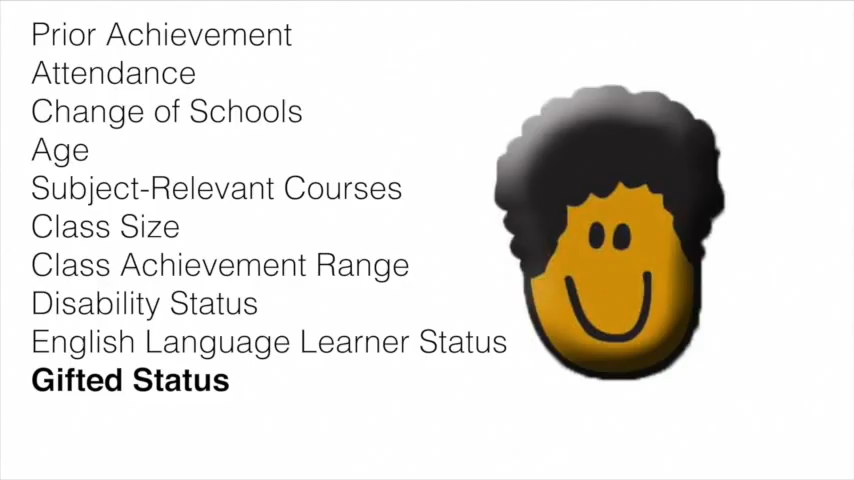 Prior Achievement
Attendance
Change of Schools
Age
Subject-Relevant Courses
Class Size
Class Achievement Range
Disability Status
English Language Learner Status
Gifted Status